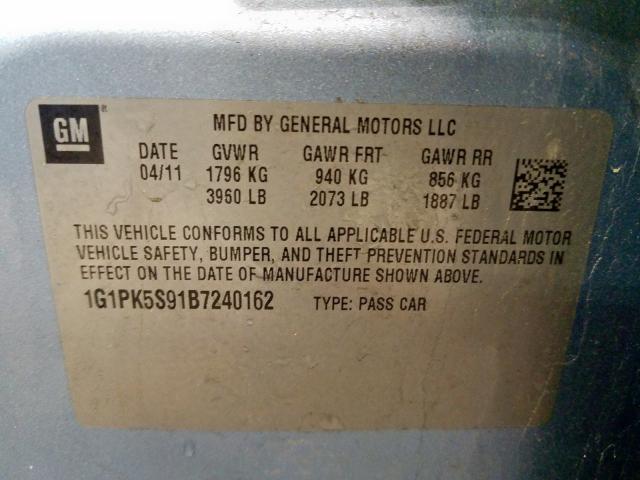 GM ®
MFD BY GENERAL MOTORS LLC
DATE GVWR GAWR FRT GAWR RR
04/11 1796 KG 940 KG 856 KG
3960 LB 2073 LB 1887 LB
THIS VEHICLE CONFORMS TO ALL APPLICABLE U.S. FEDERAL MOTOR
VEHICLE SAFETY, BUMPER, AND THEFT PREVENTION STANDARDS IN
EFFECT ON THE DATE OF MANUFACTURE SHOWN ABOVE.
1G1PK5S91B7240162 TYPE: PASS CAR